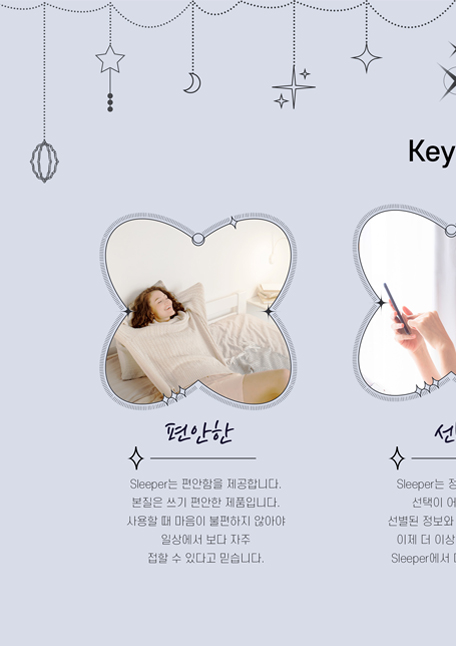 Key
편안한
Sleeper는 편안함을 제공합니다.
본질은 쓰기 편안한 제품입니다.
사용할 때 마음이 불편하지 않아야
일상에서 보다 자주
접할 수 있다고 믿습니다.
Sleeper는
선택이
선별된 정보와
이제 더 이상
Sleeper에서